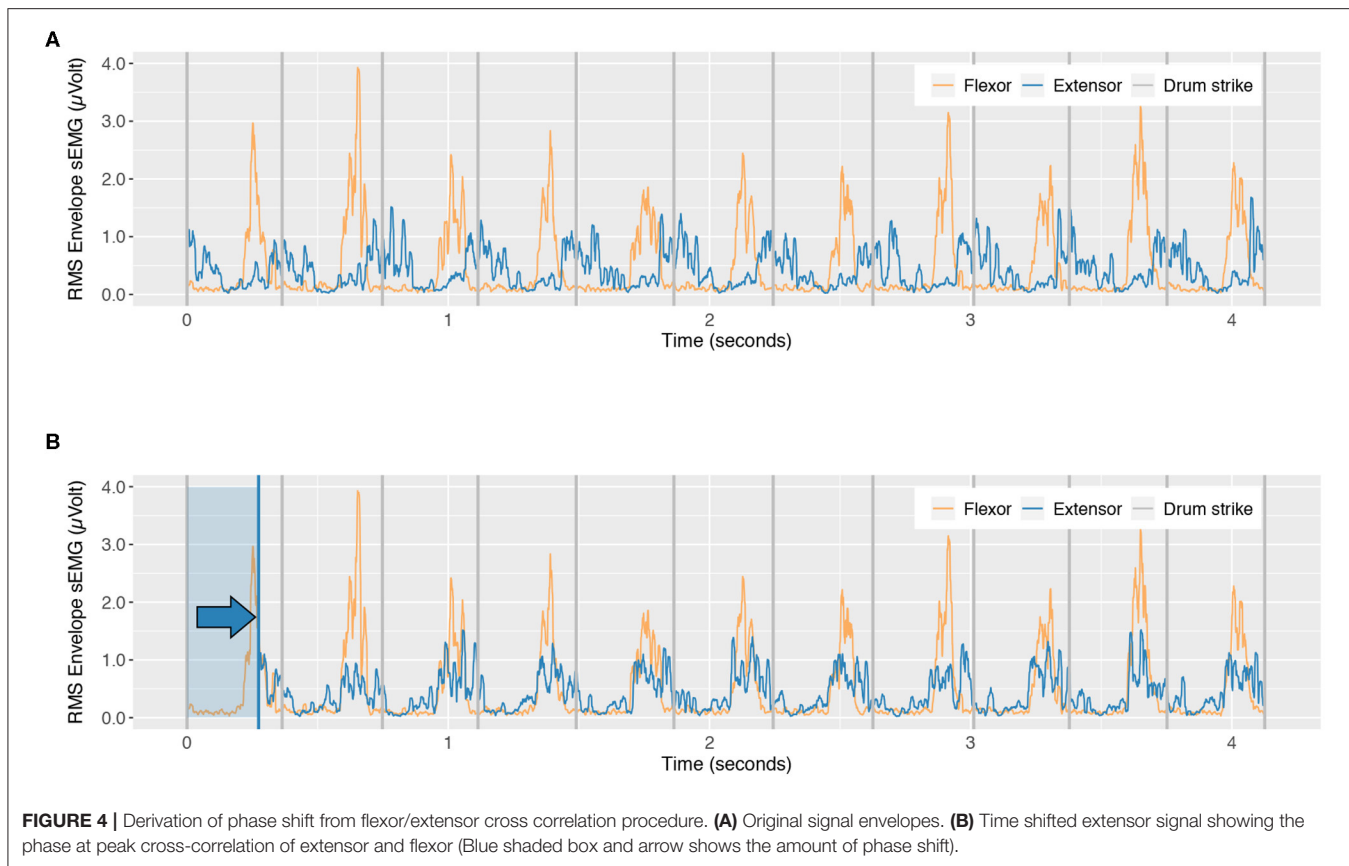 A
RMS Envelope sEMG (µVolt)
4.0
3.0
2.0
1.0
0.0
Flexor Extensor Drum strike
0 1 2 3 4
Time (seconds)
B
RMS Envelope sEMG (µVolt)
4.0
3.0
2.0
1.0
0.0
Flexor Extensor Drum strike
0 1 2 3 4
Time (seconds)
FIGURE 4 | Derivation of phase shift from flexor/extensor cross correlation procedure. (A) Original signal envelopes. (B) Time shifted extensor signal showing the
phase at peak cross-correlation of extensor and flexor (Blue shaded box and arrow shows the amount of phase shift).